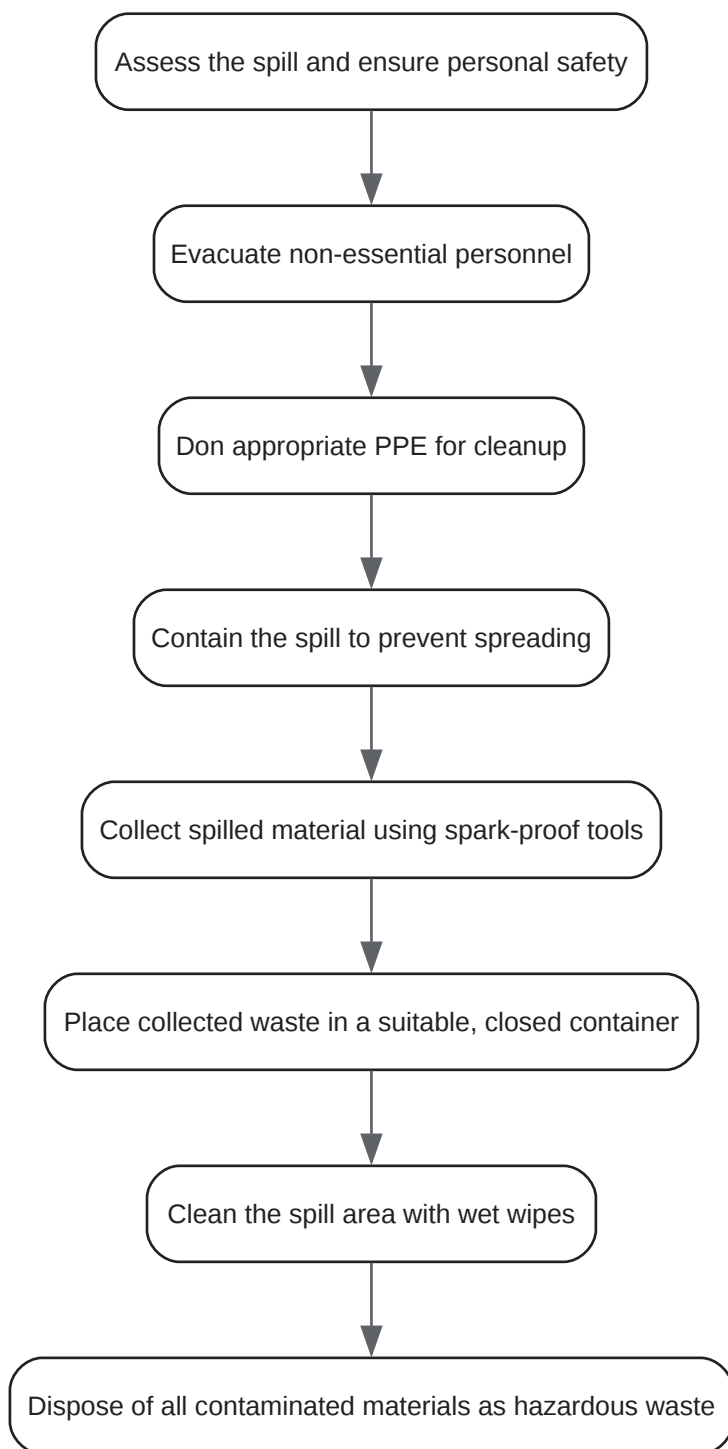 Assess the spill and ensure personal safety
Evacuate non-essential personnel
Don appropriate PPE for cleanup
Contain the spill to prevent spreading
Collect spilled material using spark-proof tools
Place collected waste in a suitable, closed container
Clean the spill area with wet wipes
Dispose of all contaminated materials as hazardous waste